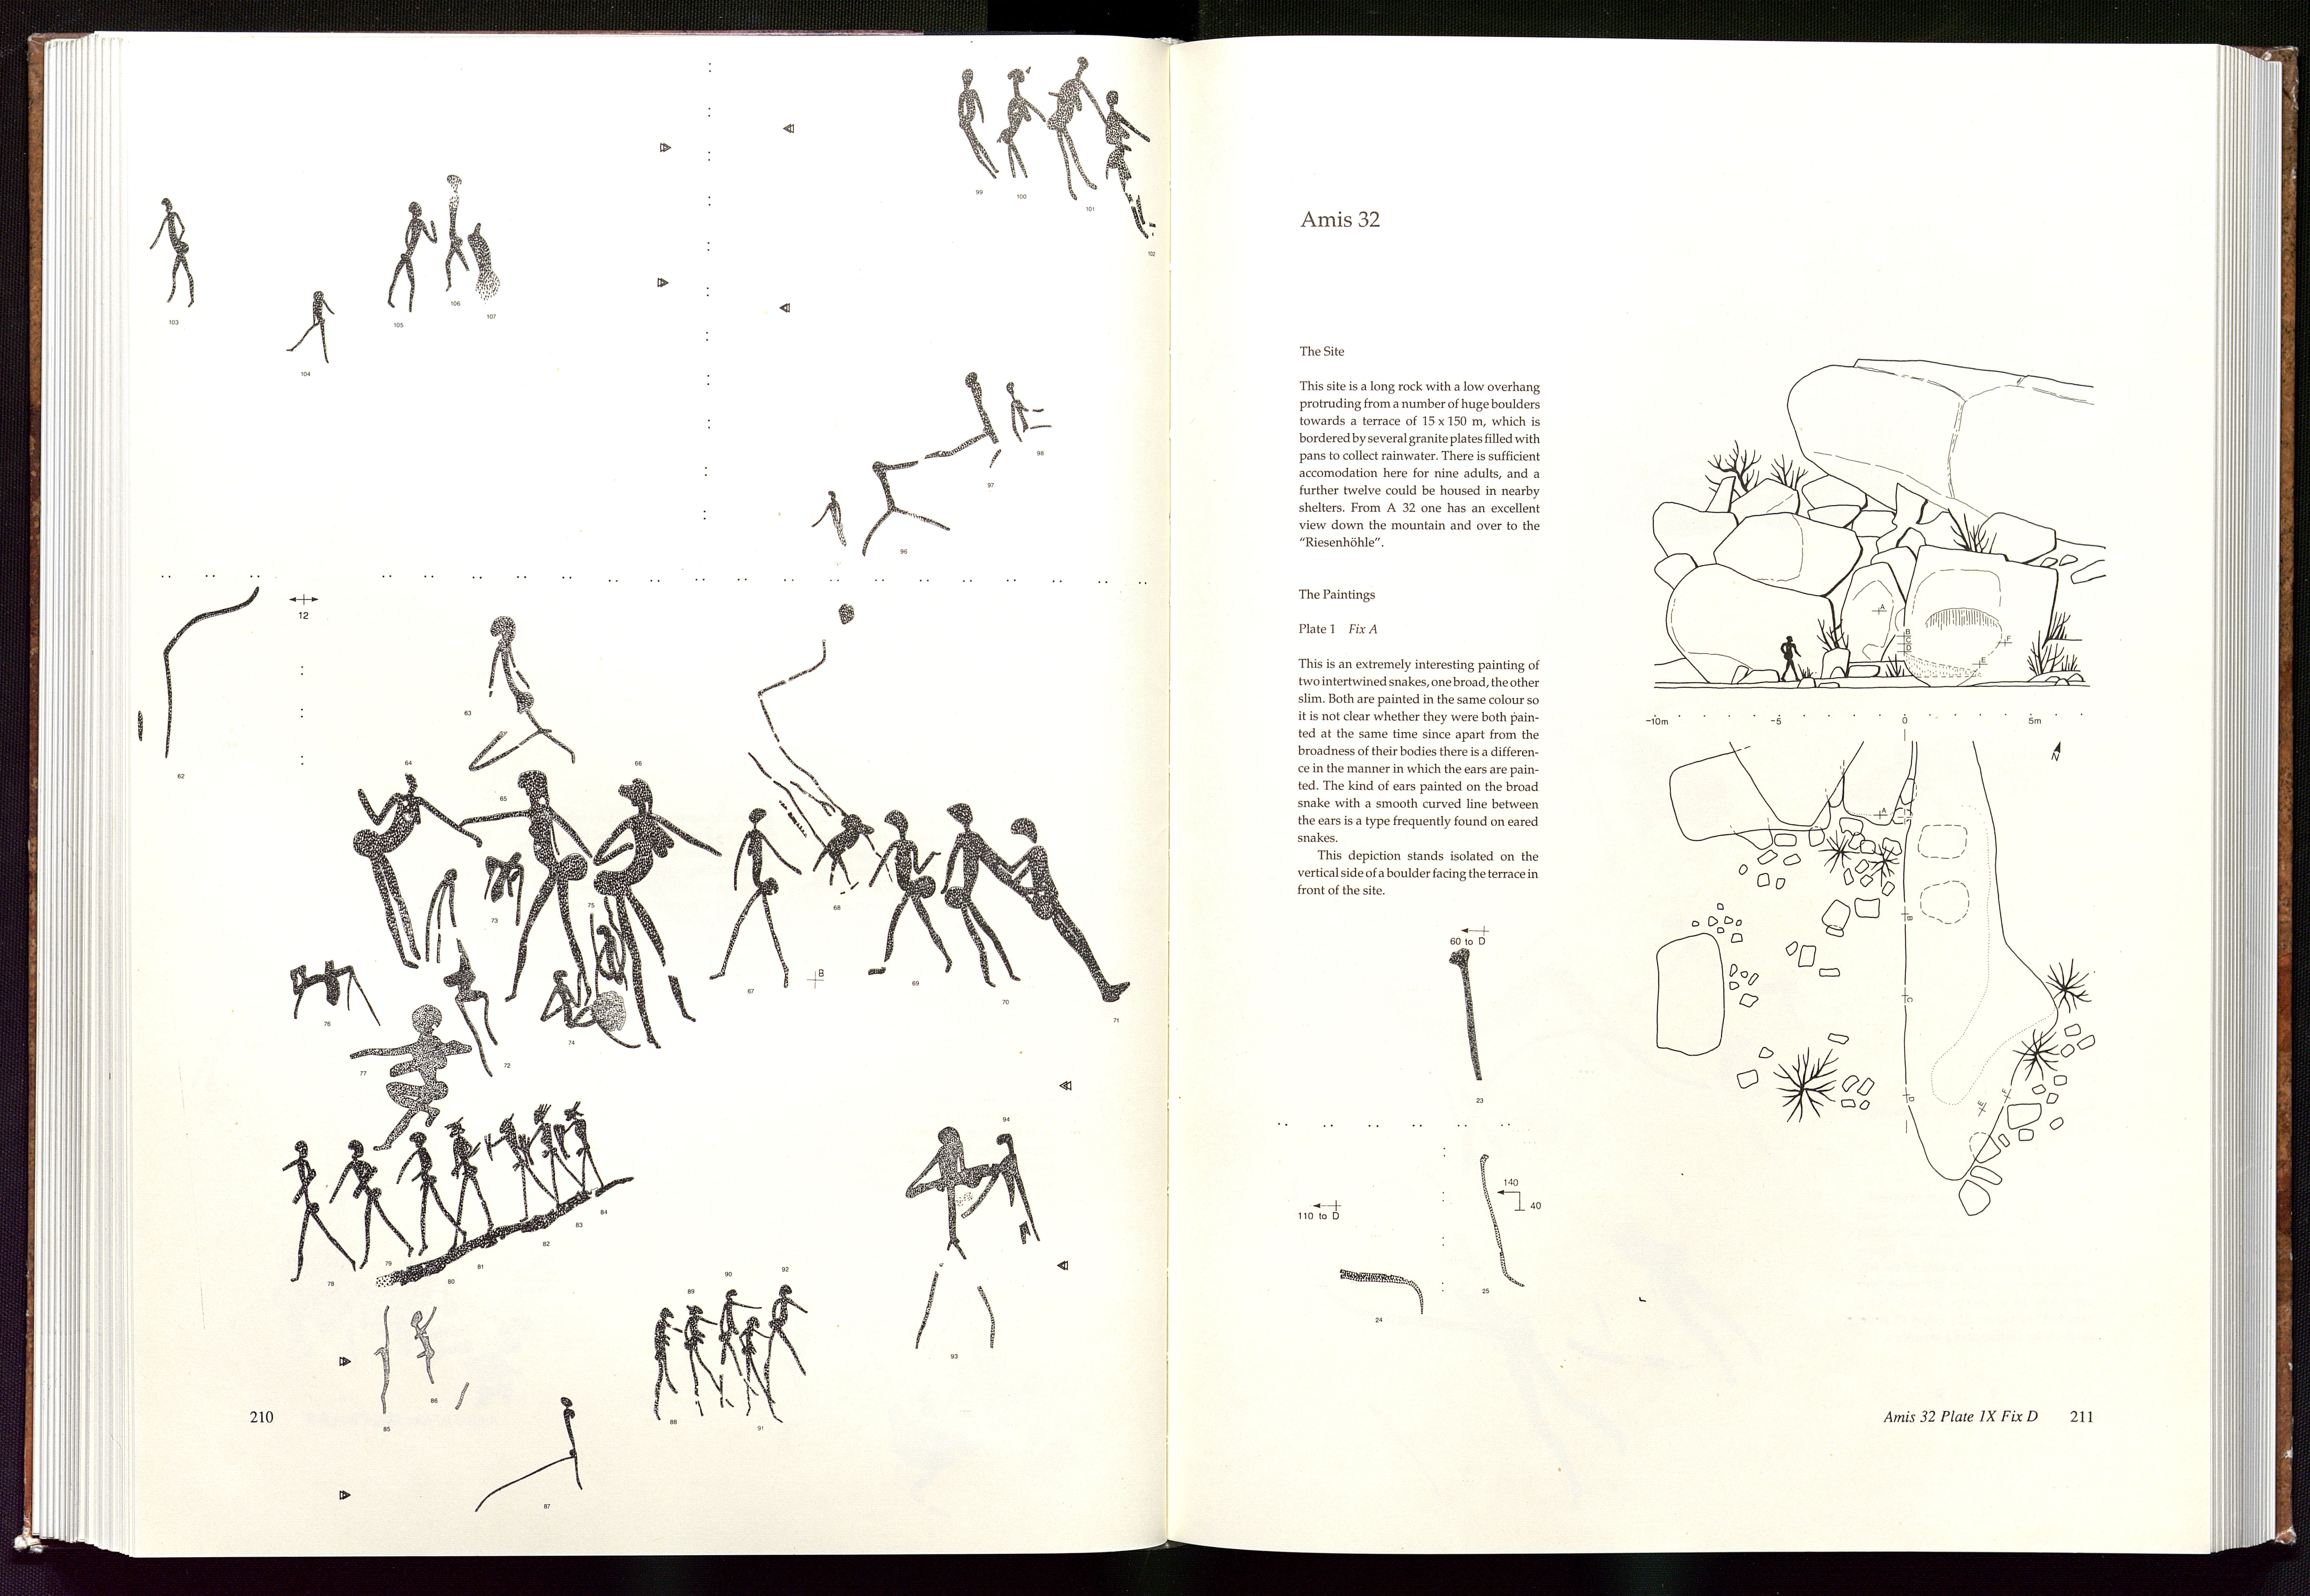 99
100
101
102
103
104
105
106
107
98
97
96
12
62
63
64
65
66
73
75
68
67
B
69
70
71
76
74
72
77
94
84
83
82
81
80
79
78
92
90
89
93
88
91
85
86
87
210
Amis 32
The Site
This site is a long rock with a low overhang
protruding from a number of huge boulders
towards a terrace of 15 x 150 m, which is
bordered by several granite plates filled with
pans to collect rainwater. There is sufficient
accomodation here for nine adults, and a
further twelve could be housed in nearby
shelters. From A 32 one has an excellent
view down the mountain and over to the
“Riesenhöhle”.
The Paintings
Plate 1 Fix A
This is an extremely interesting painting of
two intertwined snakes, one broad, the other
slim. Both are painted in the same colour so
it is not clear whether they were both pain-
ted at the same time since apart from the
broadness of their bodies there is a differen-
ce in the manner in which the ears are pain-
ted. The kind of ears painted on the broad
snake with a smooth curved line between
the ears is a type frequently found on eared
snakes.
This depiction stands isolated on the
vertical side of a boulder facing the terrace in
front of the site.
60 to D
23
140
40
110 to D
25
24
A
B
C
D
E
F
-10m
-5
0
5m
N
A
B
C
D
E
F
Amis 32 Plate 1X Fix D 211